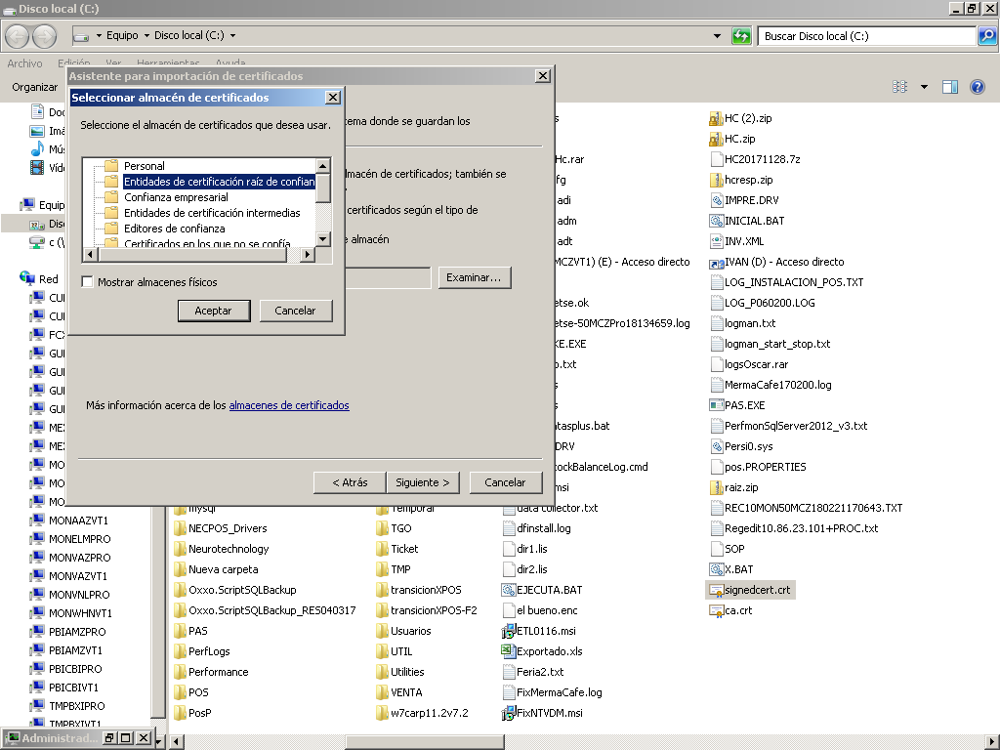 Disco local (C:)
Equipo
Disco local (C:)
Buscar Disco local (C:)
Archivo
Edición
Ver
Herramientas
Ayuda
Organizar
Asistente para importación de certificados
Seleccionar almacén de certificados
Seleccione el almacén de certificados que desea usar.
Personal
Entidades de certificación raíz de confian
Confianza empresarial
Entidades de certificación intermedias
Editores de confianza
Certificados en los que no se confía
Mostrar almacenes físicos
Aceptar
Cancelar
tema donde se guardan los
lmacén de certificados; también se
certificados según el tipo de
e almacén
Examinar...
Más información acerca de los almacenes de certificados
< Atrás
Siguiente >
Cancelar
Doc
Imá
Mús
Víde
Equip
Disc
c (\
Red
CUI
CUI
FCX
GUI
GUI
GUI
GUI
MEX
MEX
MO
MO
MO
MONAAZVT1
MONELMPRO
MONVAZPRO
MONVAZVT1
MONVNLPRO
MONWHNVT1
PBIAMZPRO
PBIAMZVT1
PBICBIPRO
PBICBIVT1
TMPBXIPRO
TMPBXIVT1
Administrad...
mysql
NECPOS_Drivers
Neurotechnology
Nueva carpeta
Oxxo.ScriptSQLBackup
Oxxo.ScriptSQLBackup_RES040317
PAS
PerfLogs
Performance
POS
PosP
Temporal
TGO
Ticket
TMP
transicionXPOS
transicionXPOS-F2
Usuarios
UTIL
Utilities
VENTA
w7carp11.2v7.2
s
Hc.rar
fg
adi
adm
adt
MCZVT1) (E) - Acceso directo
etse.ok
etse-50MCZPro18134659.log
KE.EXE
o.txt
s
atasplus.bat
DRV
ockBalanceLog.cmd
msi
data collector.txt
dfinstall.log
dir1.lis
dir2.lis
EJECUTA.BAT
el bueno.enc
ETL0116.msi
Exportado.xls
Feria2.txt
FixMermaCafe.log
FixNTVDM.msi
HC (2).zip
HC.zip
HC20171128.7z
hcresp.zip
IMPRE.DRV
INICIAL.BAT
INV.XML
IVAN (D) - Acceso directo
LOG_INSTALACION_POS.TXT
LOG_P060200.LOG
logman.txt
logman_start_stop.txt
logsOscar.rar
MermaCafe170200.log
PAS.EXE
PerfmonSqlServer2012_v3.txt
Persi0.sys
pos.PROPERTIES
raiz.zip
REC10MON50MCZ180221170643.TXT
Regedit10.86.23.101+PROC.txt
SOP
X.BAT
signedcert.crt
ca.crt